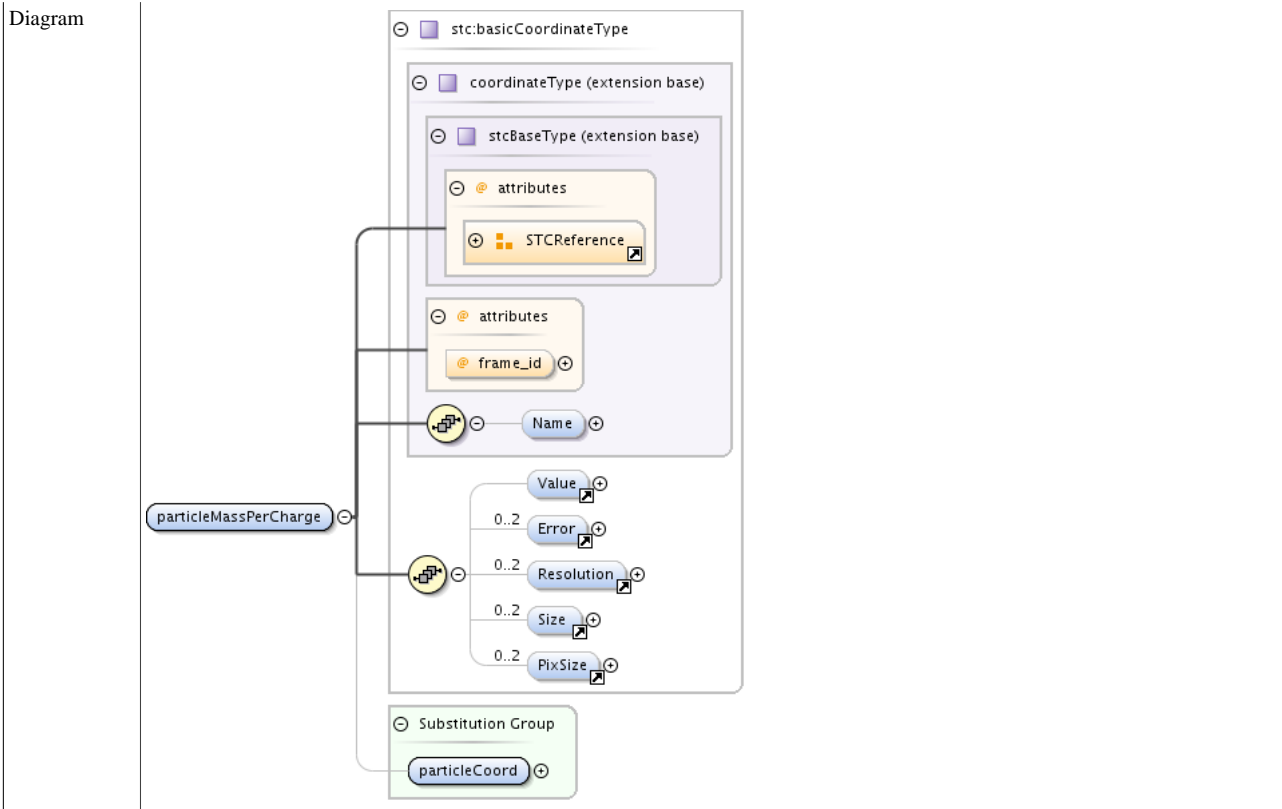 Diagram
stc:basicCoordinateType
coordinateType (extension base)
stcBaseType (extension base)
@ attributes
STCReference
@ attributes
@ frame_id
Name
Value
particleMassPerCharge
0..2 Error
0..2 Resolution
0..2 Size
0..2 PixSize
Substitution Group
particleCoord